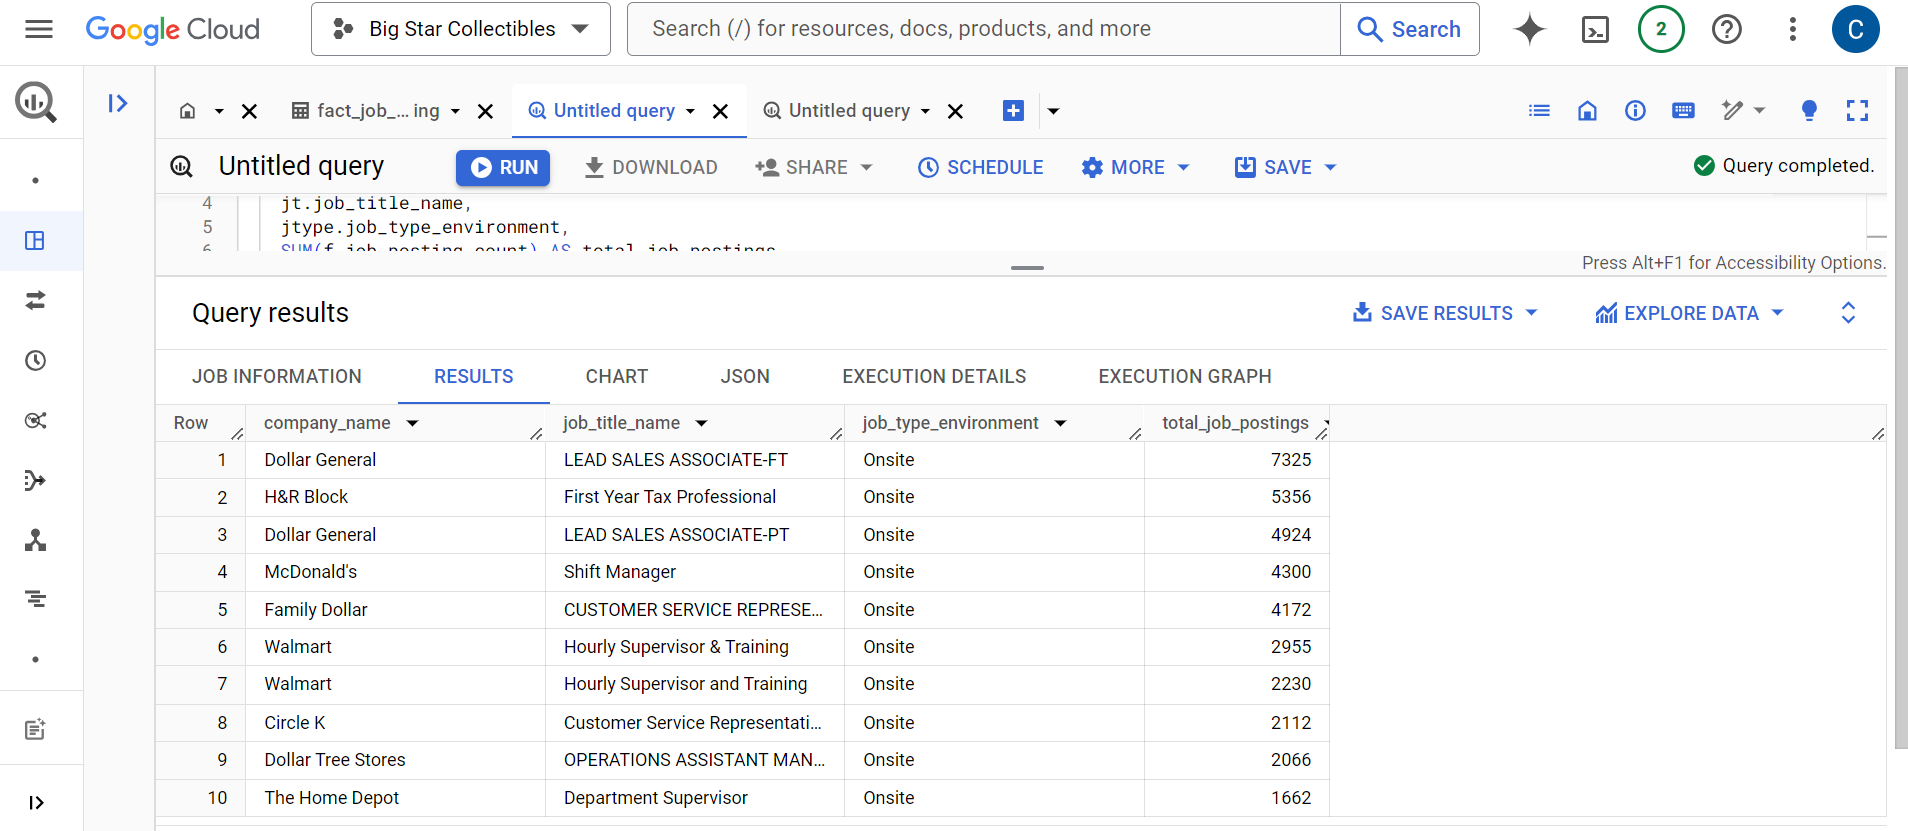 Google Cloud
Big Star Collectibles
Search (/) for resources, docs, products, and more
Search
2
C
fact_job_... ing
Untitled query
Untitled query
Untitled query
RUN
DOWNLOAD
SHARE
SCHEDULE
MORE
SAVE
Query completed.
4 jt.job_title_name,
5 jtype.job_type_environment,
6 SUM(f.job_posting_count) AS total_job_postings
Press Alt+F1 for Accessibility Options.
Query results
SAVE RESULTS
EXPLORE DATA
JOB INFORMATION
RESULTS
CHART
JSON
EXECUTION DETAILS
EXECUTION GRAPH
Row company_name job_title_name job_type_environment total_job_postings
1 Dollar General LEAD SALES ASSOCIATE-FT Onsite 7325
2 H&R Block First Year Tax Professional Onsite 5356
3 Dollar General LEAD SALES ASSOCIATE-PT Onsite 4924
4 McDonald's Shift Manager Onsite 4300
5 Family Dollar CUSTOMER SERVICE REPRESE... Onsite 4172
6 Walmart Hourly Supervisor & Training Onsite 2955
7 Walmart Hourly Supervisor and Training Onsite 2230
8 Circle K Customer Service Representati... Onsite 2112
9 Dollar Tree Stores OPERATIONS ASSISTANT MAN... Onsite 2066
10 The Home Depot Department Supervisor Onsite 1662